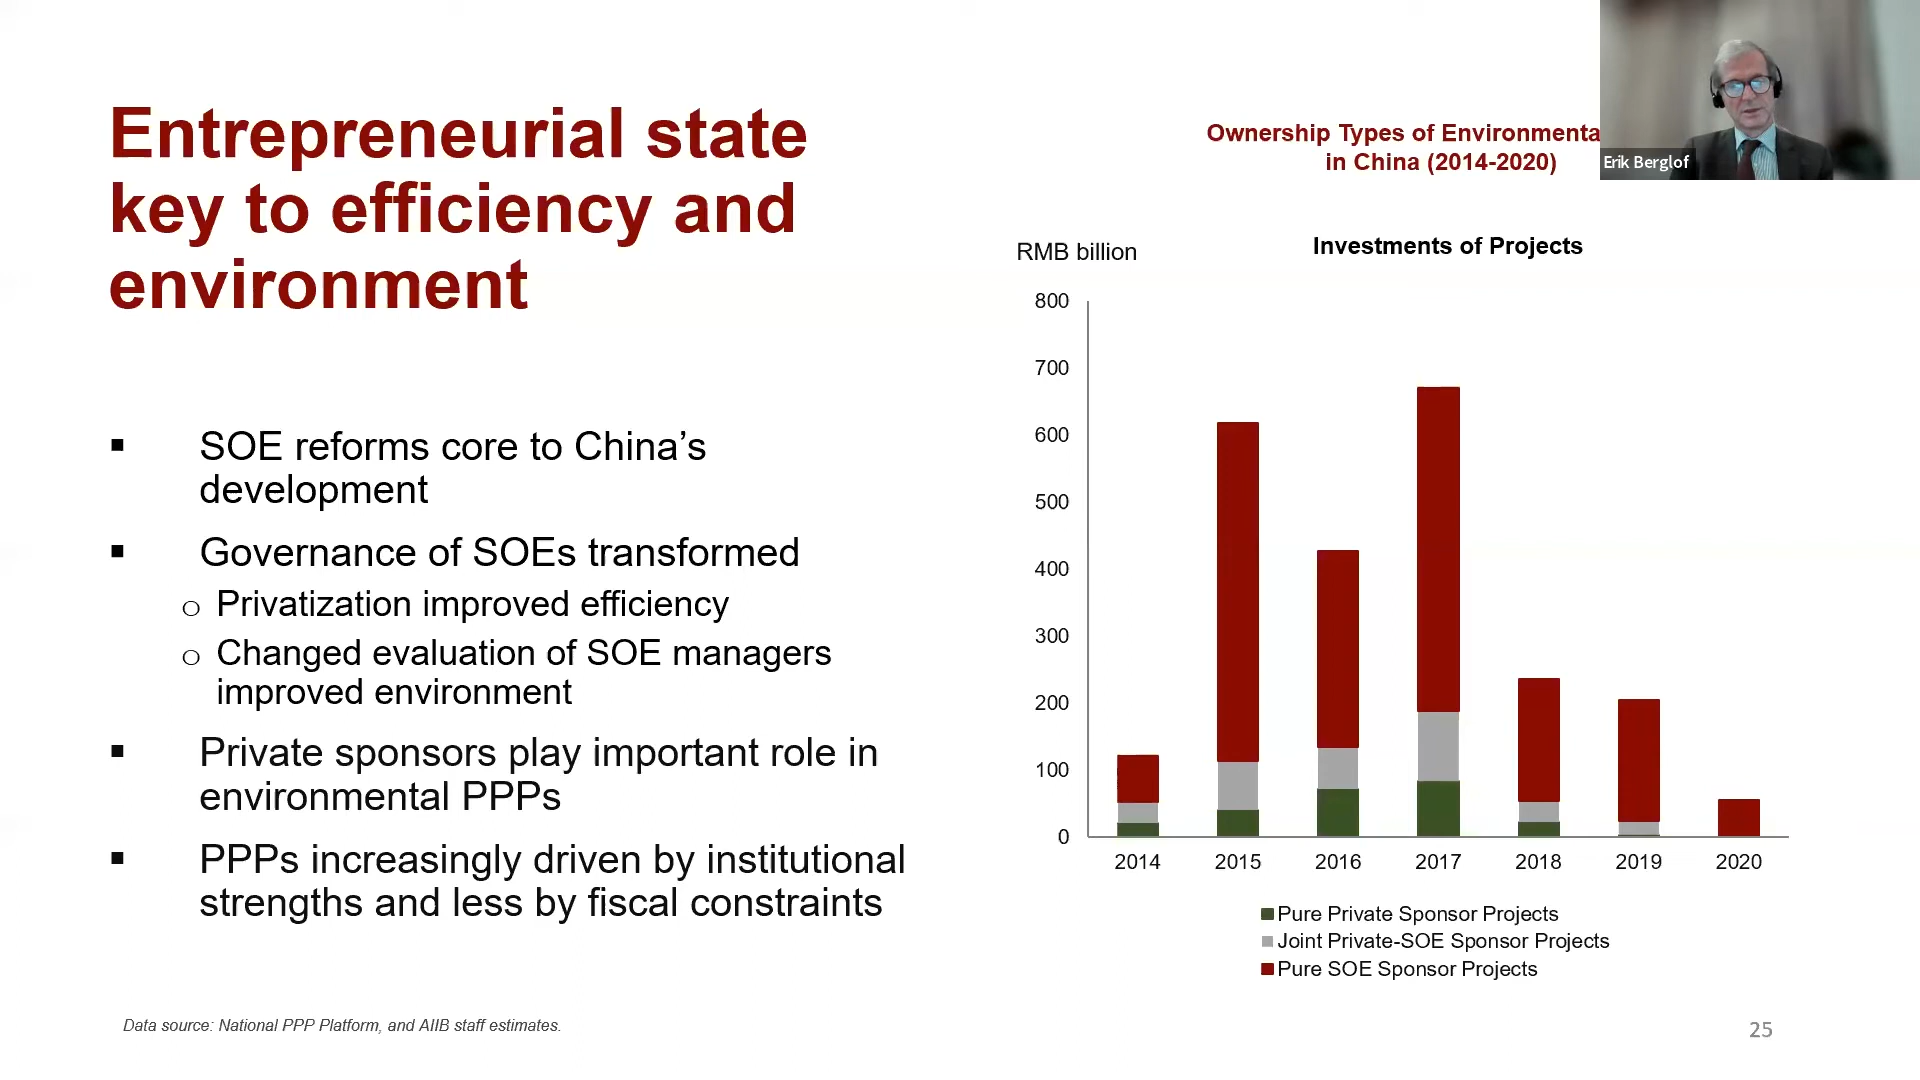 Entrepreneurial state
key to efficiency and
environment
▪ SOE reforms core to China’s
development
▪ Governance of SOEs transformed
o Privatization improved efficiency
o Changed evaluation of SOE managers
improved environment
▪ Private sponsors play important role in
environmental PPPs
▪ PPPs increasingly driven by institutional
strengths and less by fiscal constraints
Data source: National PPP Platform, and AIIB staff estimates.
Ownership Types of Environmenta
in China (2014-2020)
Erik Berglof
RMB billion
Investments of Projects
800
700
600
500
400
300
200
100
0
2014 2015 2016 2017 2018 2019 2020
Pure Private Sponsor Projects
Joint Private-SOE Sponsor Projects
Pure SOE Sponsor Projects
25